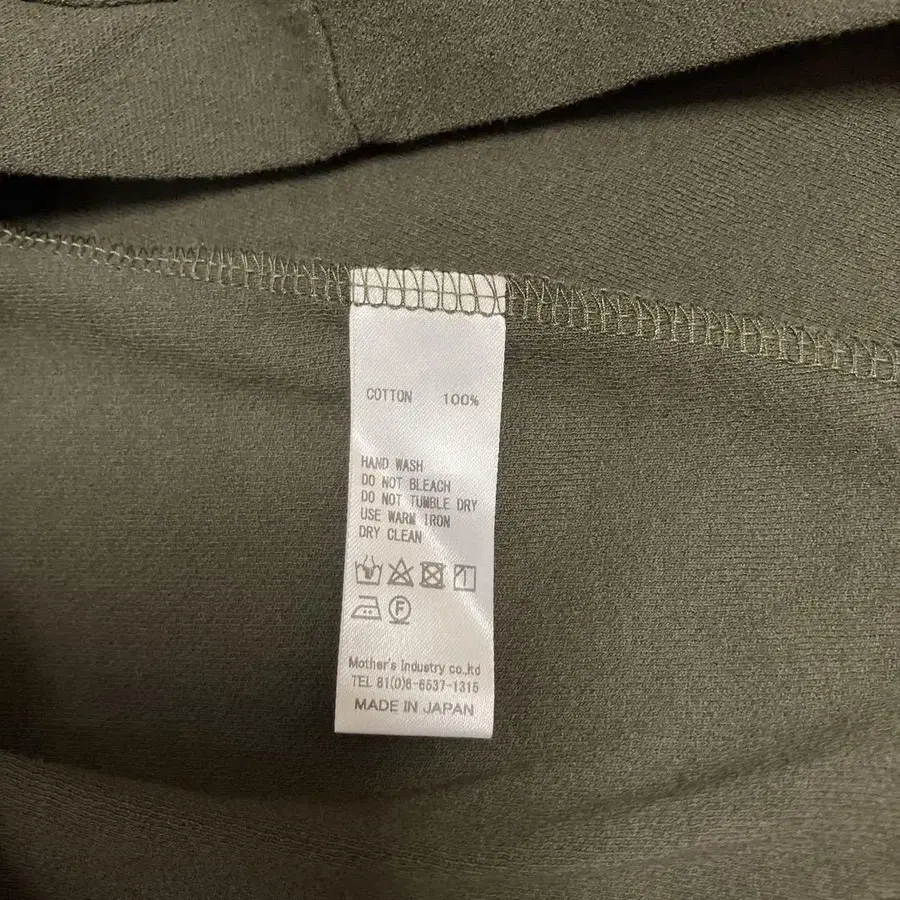 COTTON 100%
HAND WASH
DO NOT BLEACH
DO NOT TUMBLE DRY
USE WARM IRON
DRY CLEAN
F
Mother's Industry co.,ltd
TEL 81(0)6-6537-1315
MADE IN JAPAN